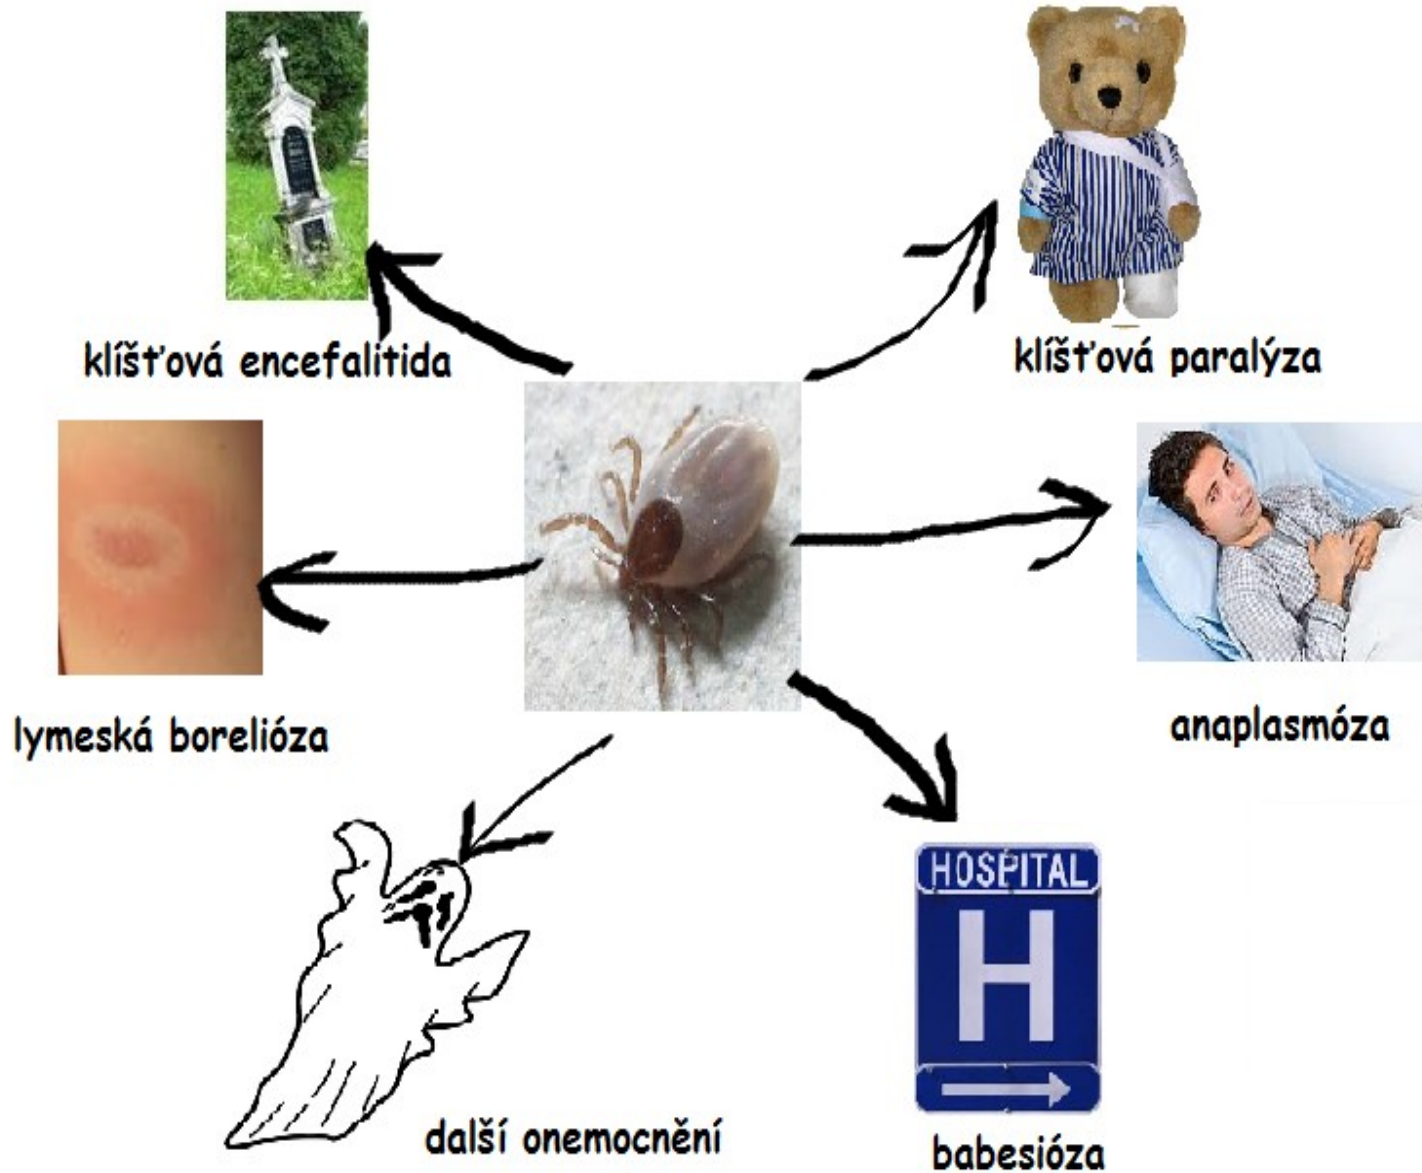 klíšťová encefalitida
klíšťová paralýza
lymeská borelióza
anaplasmóza
HOSPITAL
H
další onemocnění
babesióza